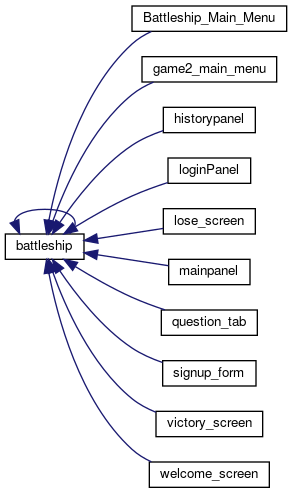 Battleship_Main_Menu
game2_main_menu
historypanel
loginPanel
lose_screen
battleship
mainpanel
question_tab
signup_form
victory_screen
welcome_screen